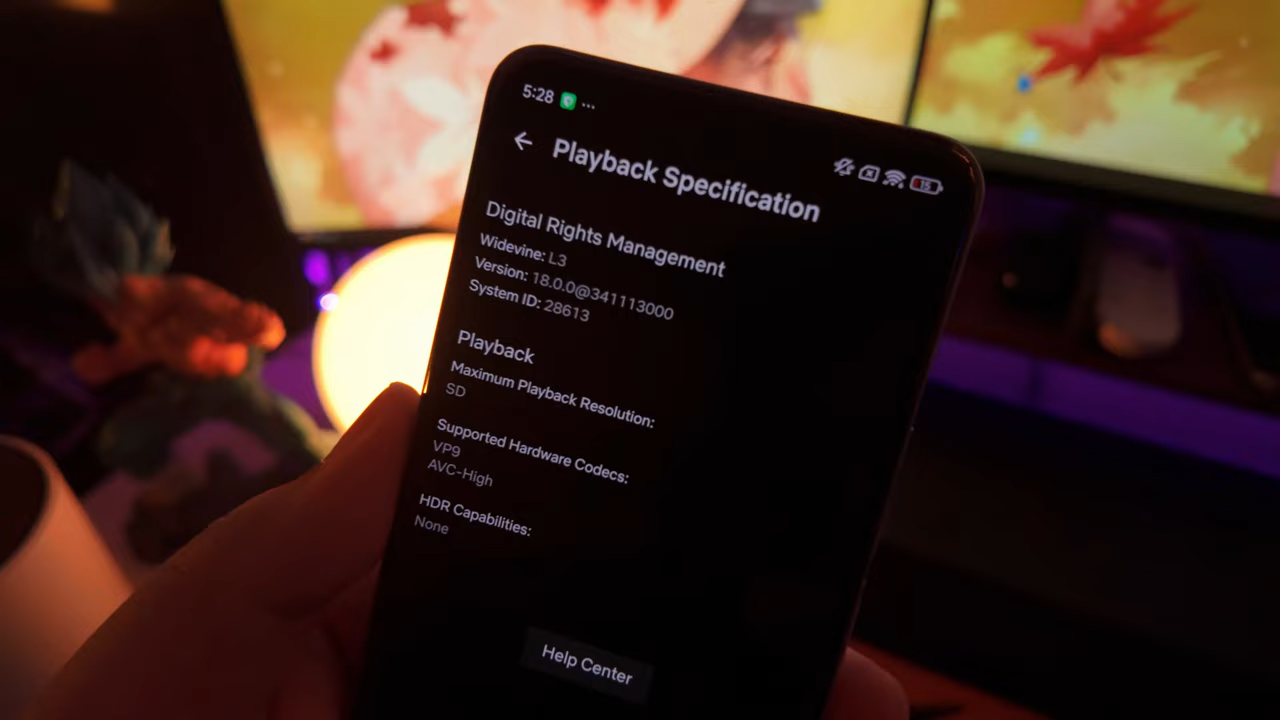 5:28 ...
15
Playback Specification
Digital Rights Management
Widevine: L3
Version: 18.0.0@341113000
System ID: 28613
Playback
Maximum Playback Resolution:
SD
Supported Hardware Codecs:
VP9
AVC-High
HDR Capabilities:
None
Help Center